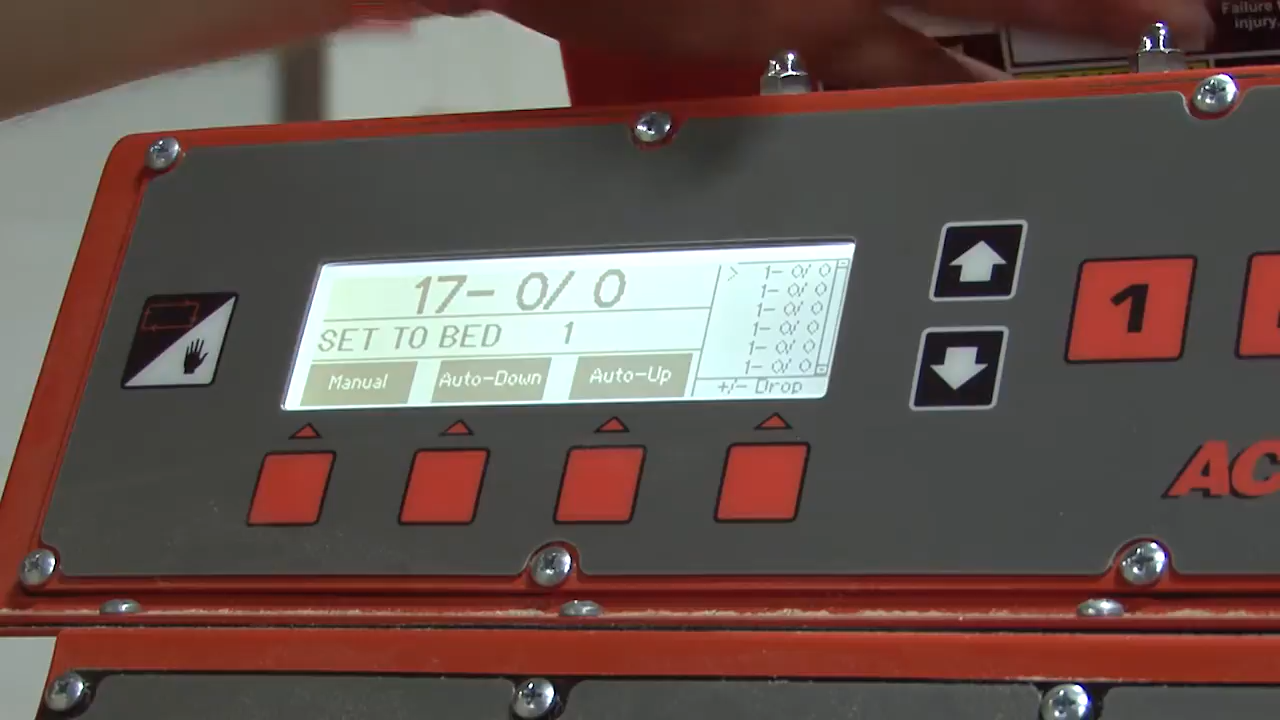 Failure
injury.
17- 0/ 0
SET TO BED 1
Manual Auto-Down Auto-Up
> 1- 0/ 0
1- 0/ 0
1- 0/ 0
1- 0/ 0
1- 0/ 0
1- 0/ 0
+/- Drop
1
AC